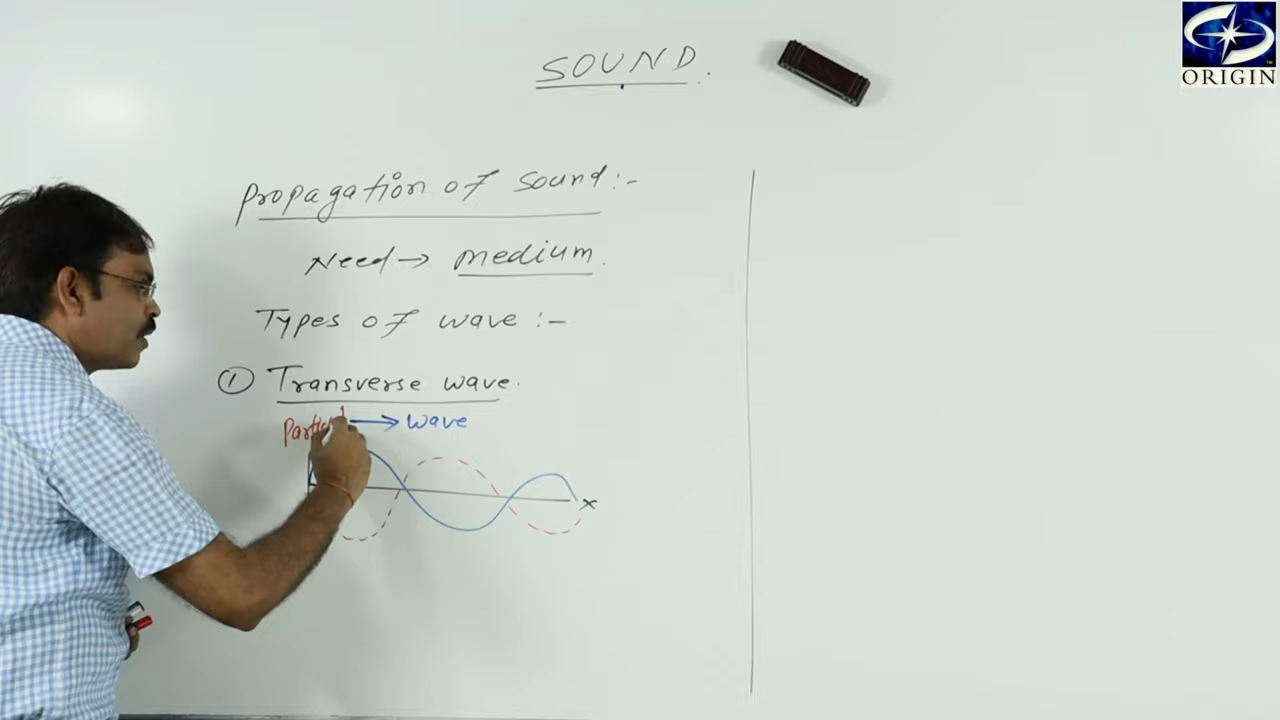 SOUND.
ORIGIN
Propagation of sound:-
Need → medium.
Types of wave :-
① Transverse wave.
→ wave
x